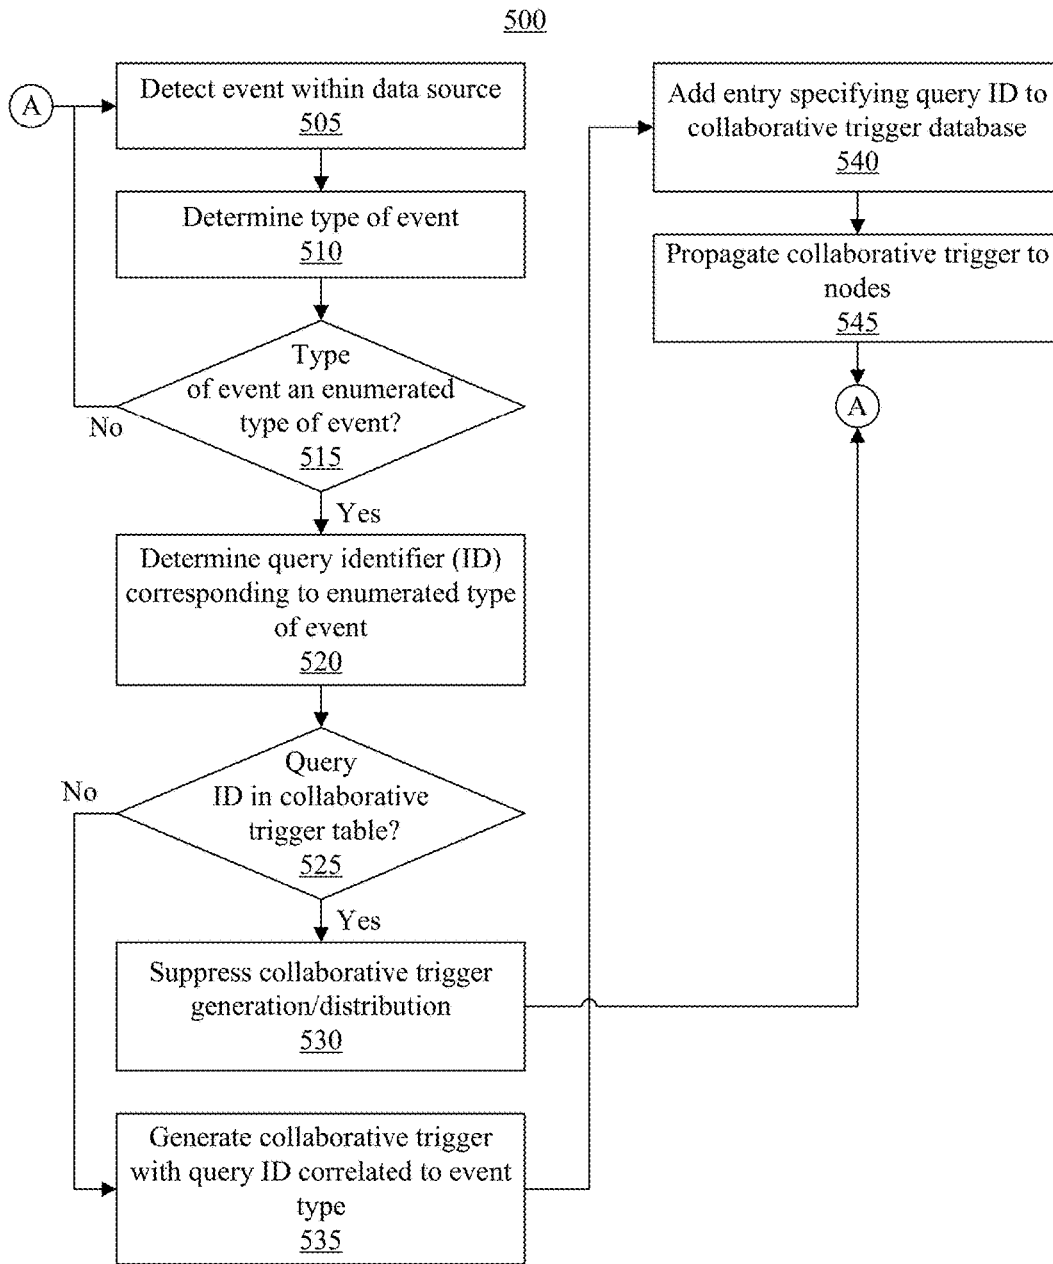 500
A
Detect event within data source
505
Determine type of event
510
Type
of event an enumerated
type of event?
515
No
Yes
Determine query identifier (ID)
corresponding to enumerated type
of event
520
Query
ID in collaborative
trigger table?
525
No
Yes
Suppress collaborative trigger
generation/distribution
530
Generate collaborative trigger
with query ID correlated to event
type
535
Add entry specifying query ID to
collaborative trigger database
540
Propagate collaborative trigger to
nodes
545
A